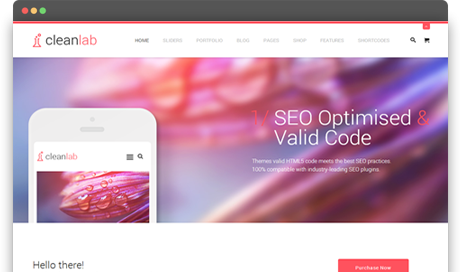 cleanlab
HOME SLIDERS PORTFOLIO BLOG PAGES SHOP FEATURES SHORTCODES
1/ SEO Optimised &
Valid Code
Themes valid HTML5 code meets the best SEO practices.
100% compatible with industry-leading SEO plugins.
cleanlab
Hello there!
Purchase Now